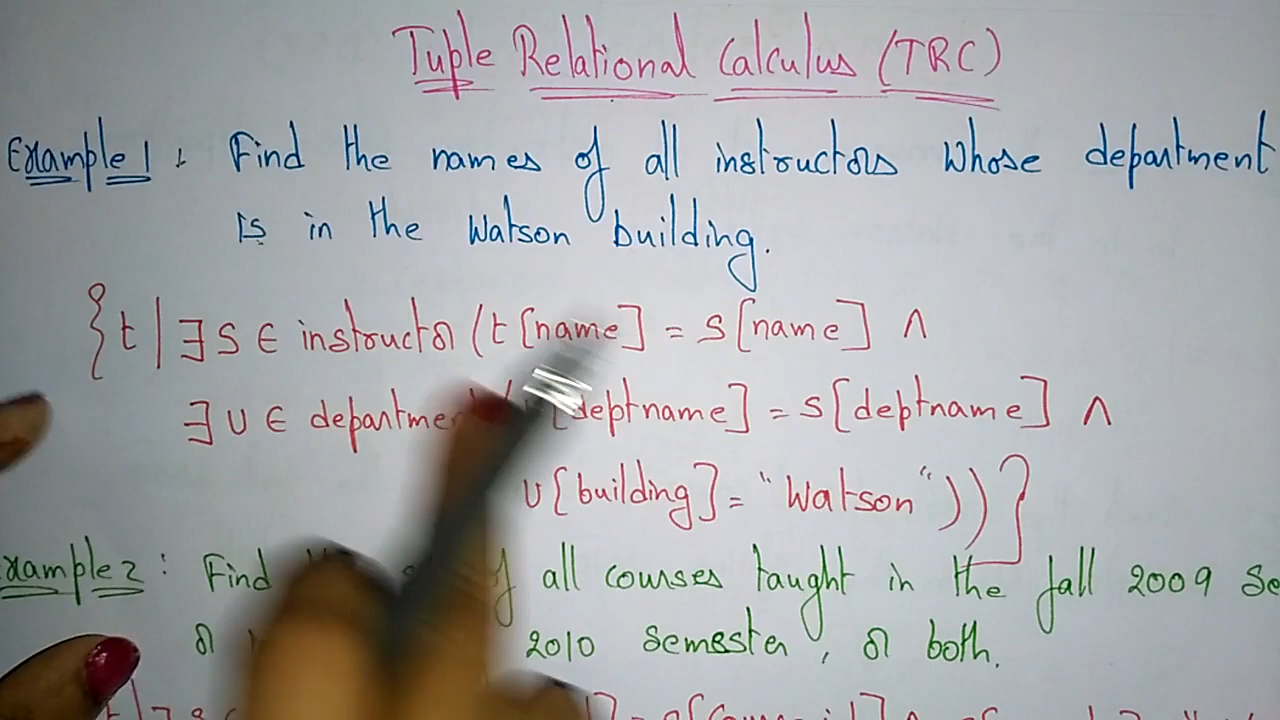 Tuple Relational Calculus (TRC)
Example 1 : Find the names of all instructors whose department
is in the Watson building.
{t | ∃ s ∈ instructor (t[name] = s[name] ∧
∃ u ∈ [deptname] = s[deptname] ∧
u[building] = "Watson"))}
Example 2 : Find all courses taught in the fall 2009
or 2010 semester, or both.